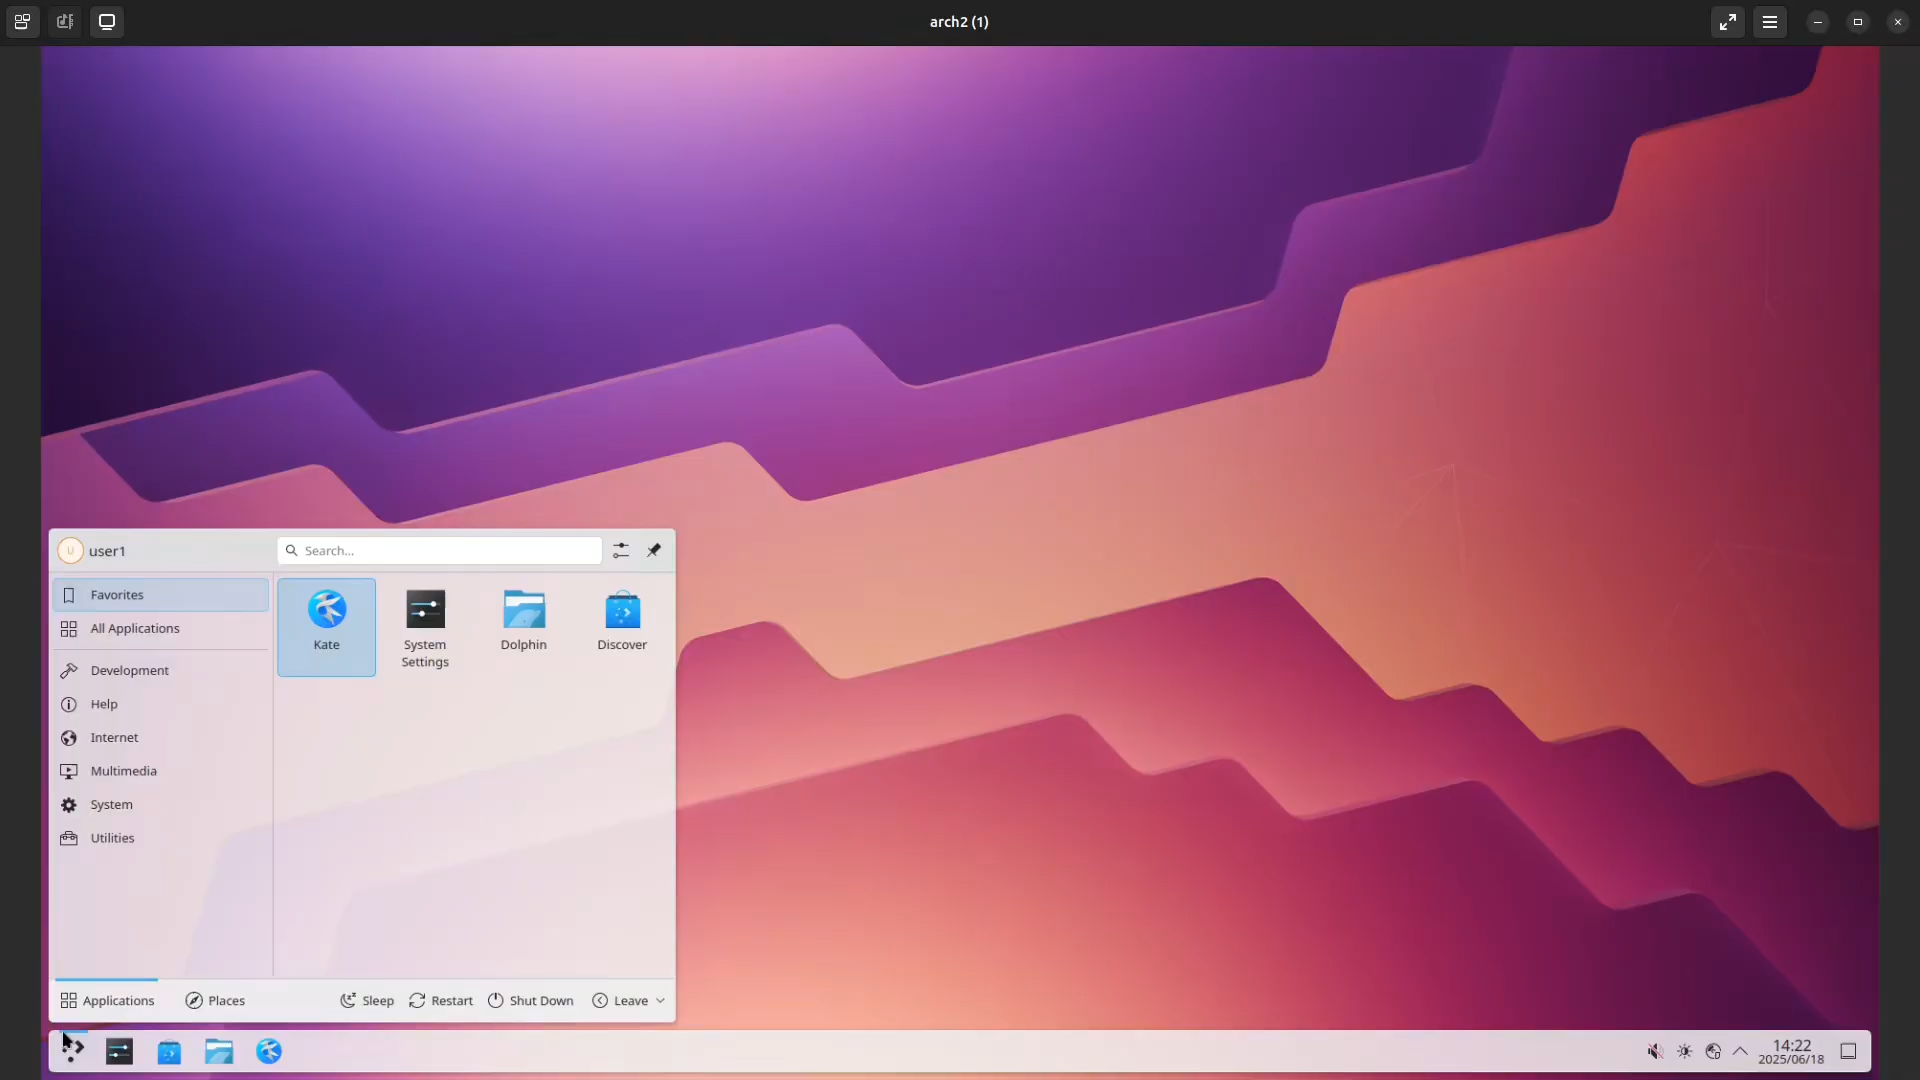 arch2 (1)
U
user1
Search...
Favorites
All Applications
Development
Help
Internet
Multimedia
System
Utilities
Kate
System
Settings
Dolphin
Discover
Applications
Places
Sleep
Restart
Shut Down
Leave
14:22
2025/06/18